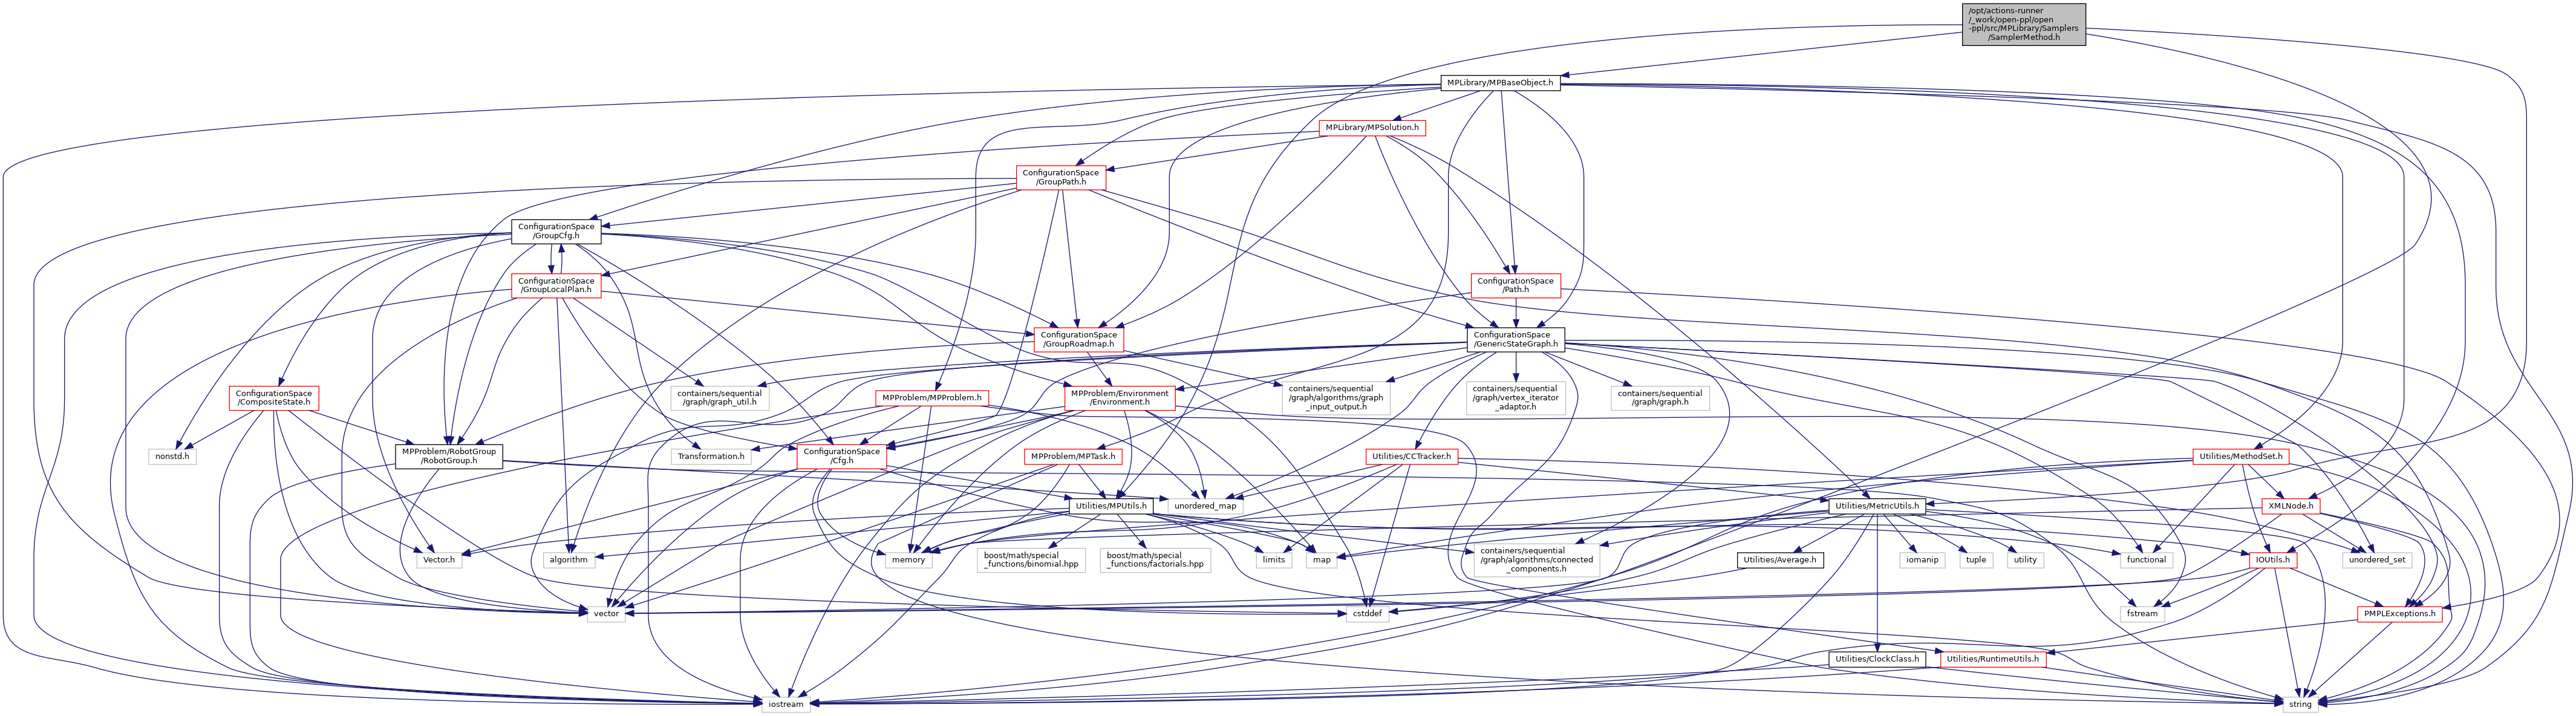 /opt/actions-runner
/_work/open-ppl/open
-ppl/src/MPLibrary/Samplers
/SamplerMethod.h
MPLibrary/MPBaseObject.h
MPLibrary/MPSolution.h
ConfigurationSpace
/GroupPath.h
ConfigurationSpace
/GroupCfg.h
ConfigurationSpace
/GroupLocalPlan.h
ConfigurationSpace
/Path.h
ConfigurationSpace
/GroupRoadmap.h
ConfigurationSpace
/GenericStateGraph.h
ConfigurationSpace
/CompositeState.h
containers/sequential
/graph/graph_util.h
MPProblem/MPProblem.h
MPProblem/Environment
/Environment.h
containers/sequential
/graph/algorithms/graph
_input_output.h
containers/sequential
/graph/vertex_iterator
_adaptor.h
containers/sequential
/graph/graph.h
nonstd.h
MPProblem/RobotGroup
/RobotGroup.h
Transformation.h
ConfigurationSpace
/Cfg.h
MPProblem/MPTask.h
Utilities/CCTracker.h
Utilities/MethodSet.h
unordered_map
Utilities/MPUtils.h
Utilities/MetricUtils.h
XMLNode.h
Vector.h
algorithm
memory
boost/math/special
_functions/binomial.hpp
boost/math/special
_functions/factorials.hpp
limits
map
containers/sequential
/graph/algorithms/connected
_components.h
Utilities/Average.h
iomanip
tuple
utility
functional
IOUtils.h
unordered_set
vector
cstddef
fstream
PMPLExceptions.h
Utilities/ClockClass.h
Utilities/RuntimeUtils.h
iostream
string